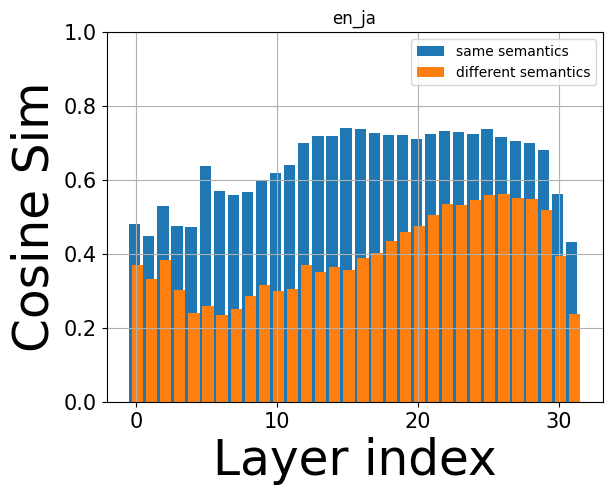 en_ja
same semantics
different semantics
Cosine Sim
1.0
0.8
0.6
0.4
0.2
0.0
0 10 20 30
Layer index